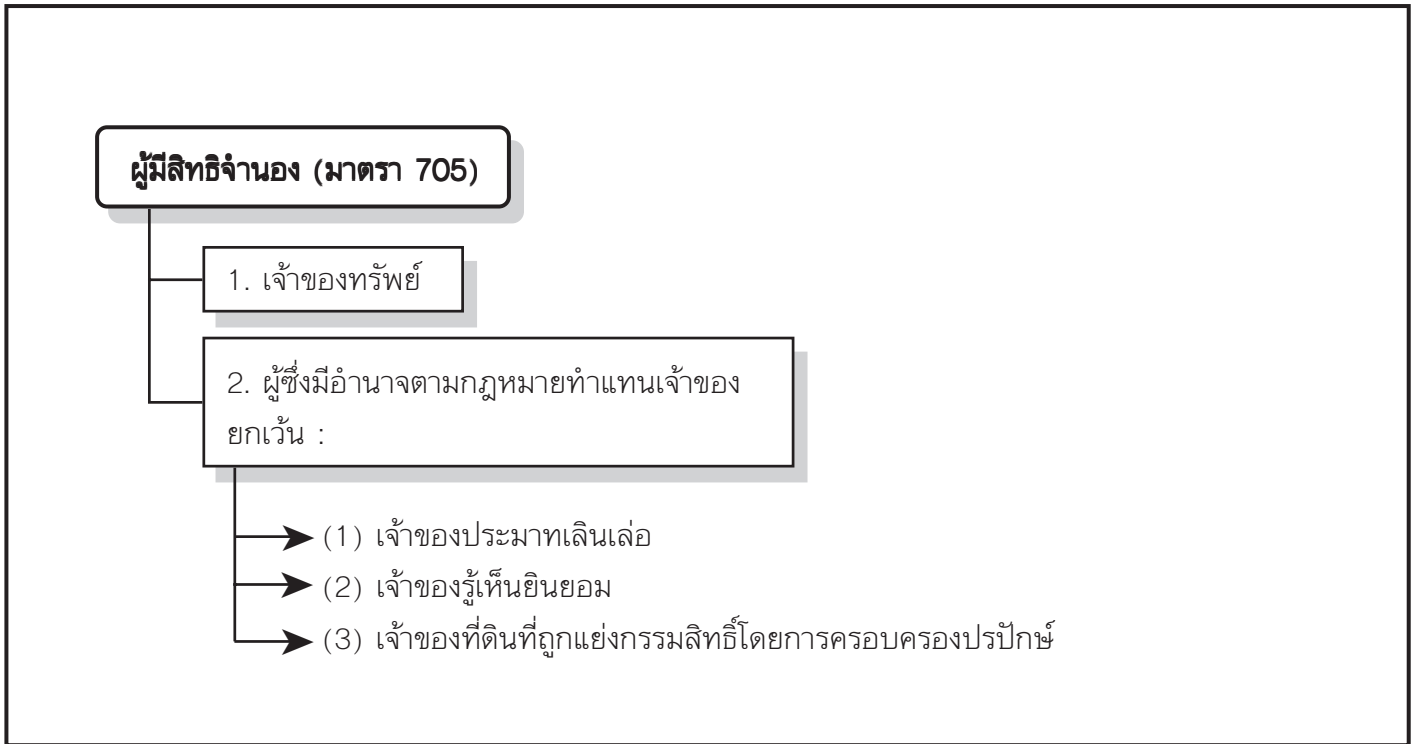 ผู้มีสิทธิจำนอง (มาตรา 705)
1. เจ้าของทรัพย์
2. ผู้ซึ่งมีอำนาจตามกฎหมายทำแทนเจ้าของ
ยกเว้น :
(1) เจ้าของประมาทเลินเล่อ
(2) เจ้าของรู้เห็นยินยอม
(3) เจ้าของที่ดินที่ถูกแย่งกรรมสิทธิ์โดยการครอบครองปรปักษ์